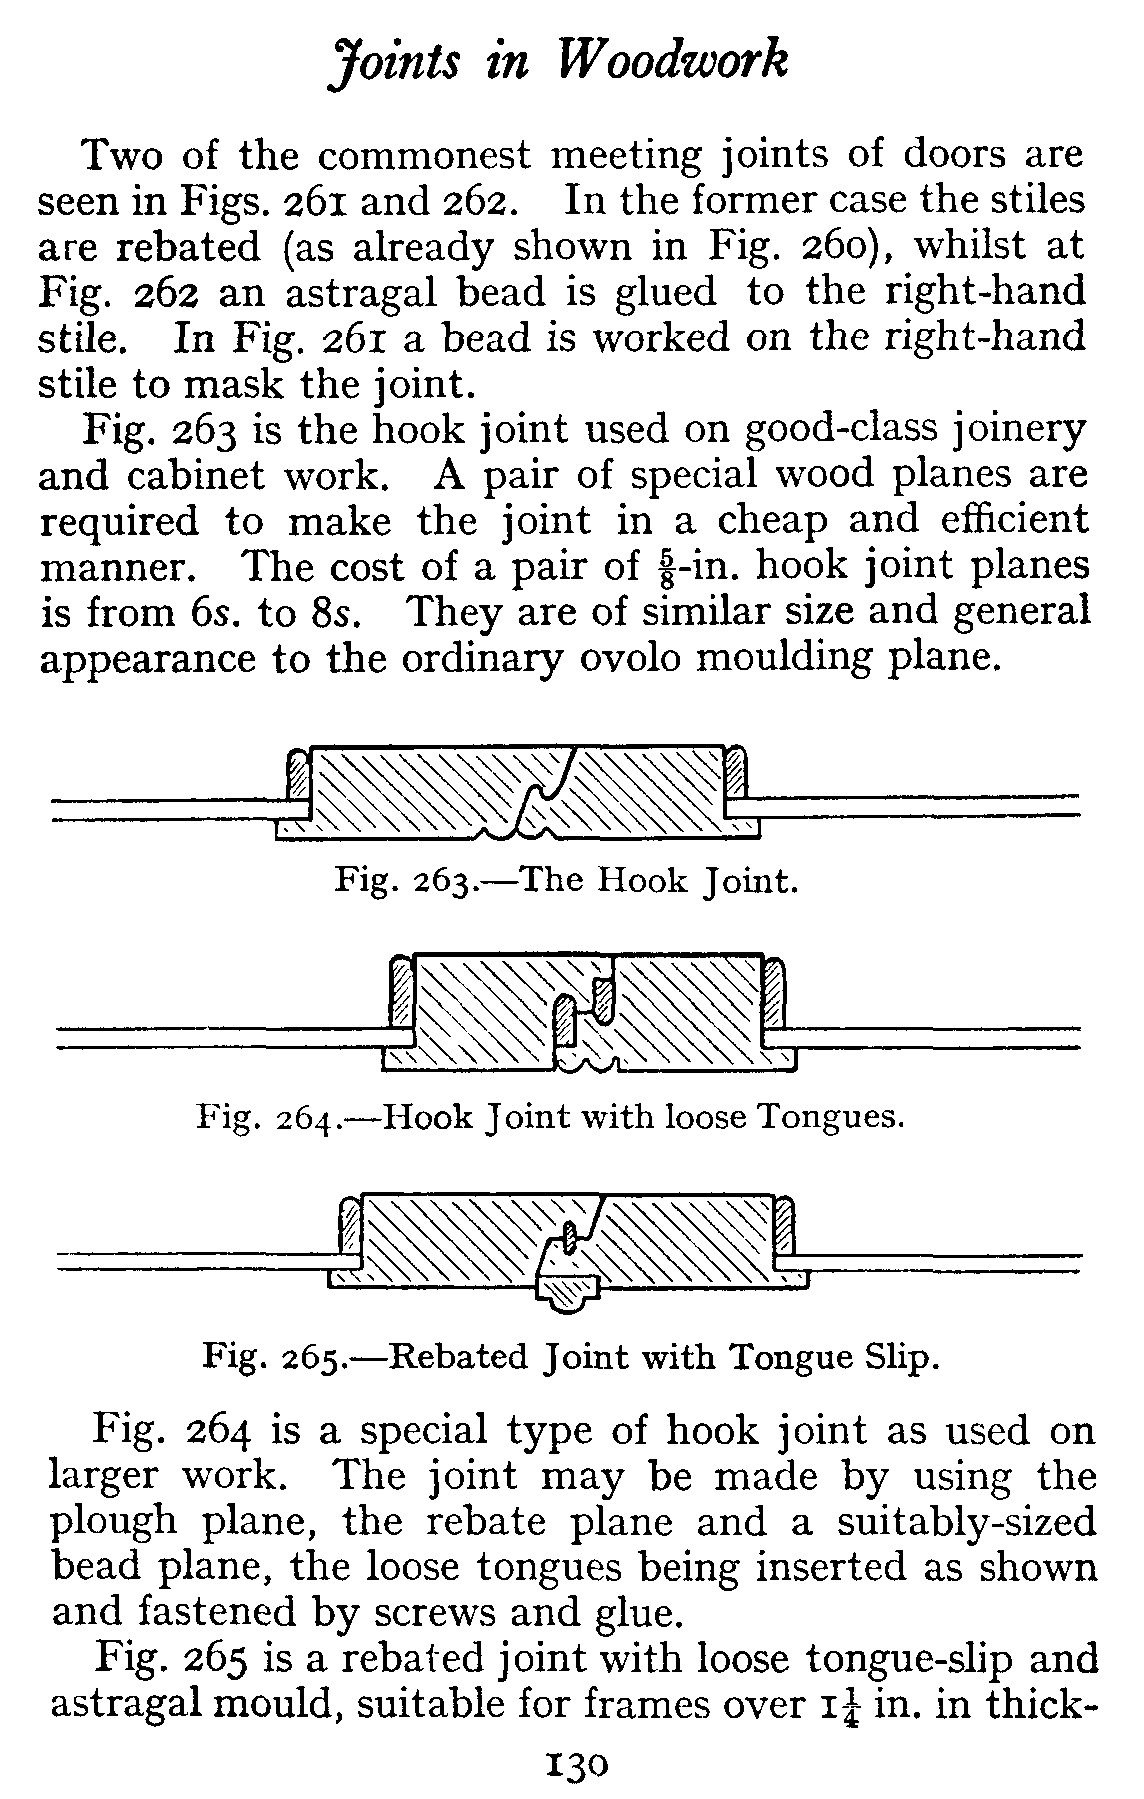 Joints in Woodwork
Two of the commonest meeting joints of doors are
seen in Figs. 261 and 262. In the former case the stiles
are rebated (as already shown in Fig. 260), whilst at
Fig. 262 an astragal bead is glued to the right-hand
stile. In Fig. 261 a bead is worked on the right-hand
stile to mask the joint.
Fig. 263 is the hook joint used on good-class joinery
and cabinet work. A pair of special wood planes are
required to make the joint in a cheap and efficient
manner. The cost of a pair of ⅝-in. hook joint planes
is from 6s. to 8s. They are of similar size and general
appearance to the ordinary ovolo moulding plane.
Fig. 263.—The Hook Joint.
Fig. 264.—Hook Joint with loose Tongues.
Fig. 265.—Rebated Joint with Tongue Slip.
Fig. 264 is a special type of hook joint as used on
larger work. The joint may be made by using the
plough plane, the rebate plane and a suitably-sized
bead plane, the loose tongues being inserted as shown
and fastened by screws and glue.
Fig. 265 is a rebated joint with loose tongue-slip and
astragal mould, suitable for frames over 1¼ in. in thick-
130